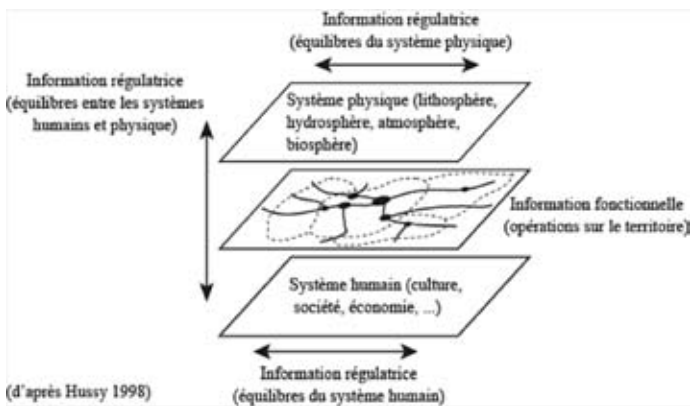 Information régulatrice
(équilibres du système physique)
Information régulatrice
(équilibres entre les systèmes
humains et physique)
Système physique (lithosphère,
hydrosphère, atmosphère,
biosphère)
Information fonctionnelle
(opérations sur le territoire)
Système humain (culture,
société, économie, ...)
Information régulatrice
(équilibres du système humain)
(d'après Hussy 1998)